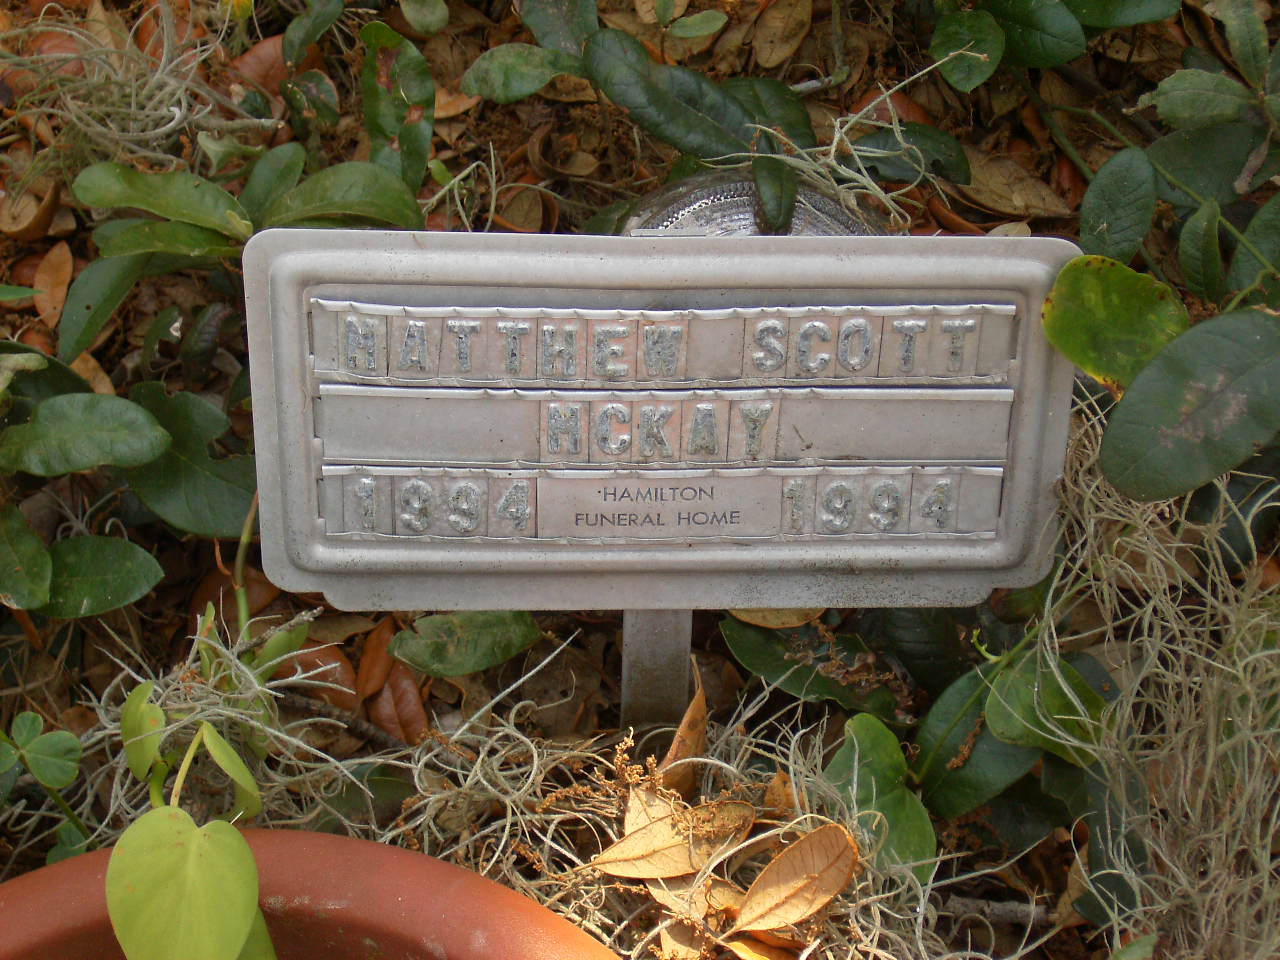 MATTHEW SCOTT
MCKAY
1994 HAMILTON FUNERAL HOME 1994